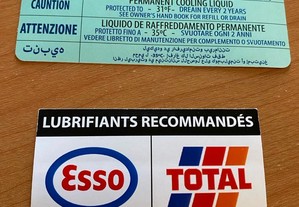 CAUNTION
PERMANENT COOLING LIQUID
PROTECTED TO - 31°F- DREAIN EVERY 2 YEARS
SEE OWNER'S HAND BOOK FOR REFILL OR DRAIN
ATTENZIONE
LIQUIDO DE RAFFREDDAMENTO PERMANENTE
PROTETTO FINO A - 35°C - SVUOTARE OGNI 2 ANNI
VEDERE LIBRETTO DI MANUTENZIONE PER COMPLEMENTO O SVUOTAMENTO
LUBRIFIANTS RECOMMANDÉS
Esso
TOTAL